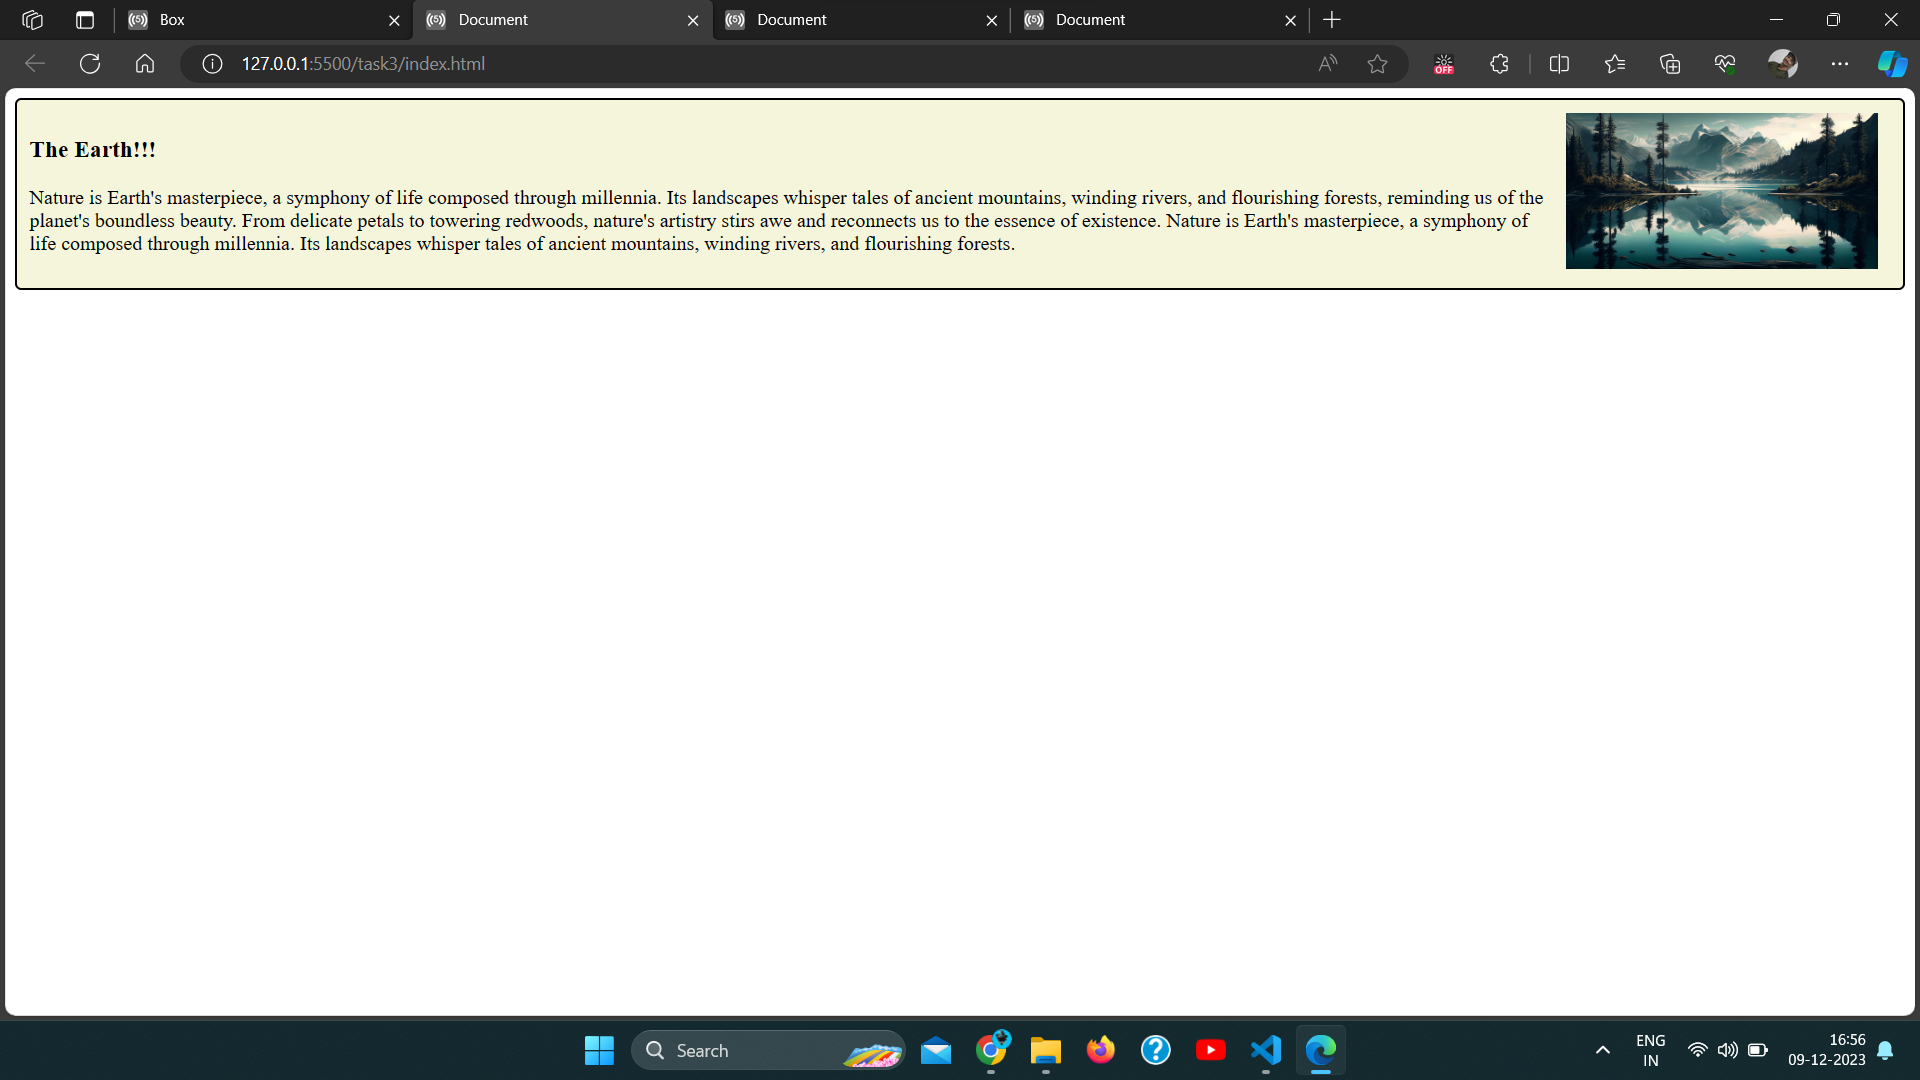 Box
Document
Document
Document
127.0.0.1:5500/task3/index.html
OFF
The Earth!!!
Nature is Earth's masterpiece, a symphony of life composed through millennia. Its landscapes whisper tales of ancient mountains, winding rivers, and flourishing forests, reminding us of the
planet's boundless beauty. From delicate petals to towering redwoods, nature's artistry stirs awe and reconnects us to the essence of existence. Nature is Earth's masterpiece, a symphony of
life composed through millennia. Its landscapes whisper tales of ancient mountains, winding rivers, and flourishing forests.
Search
ENG
IN
16:56
09-12-2023